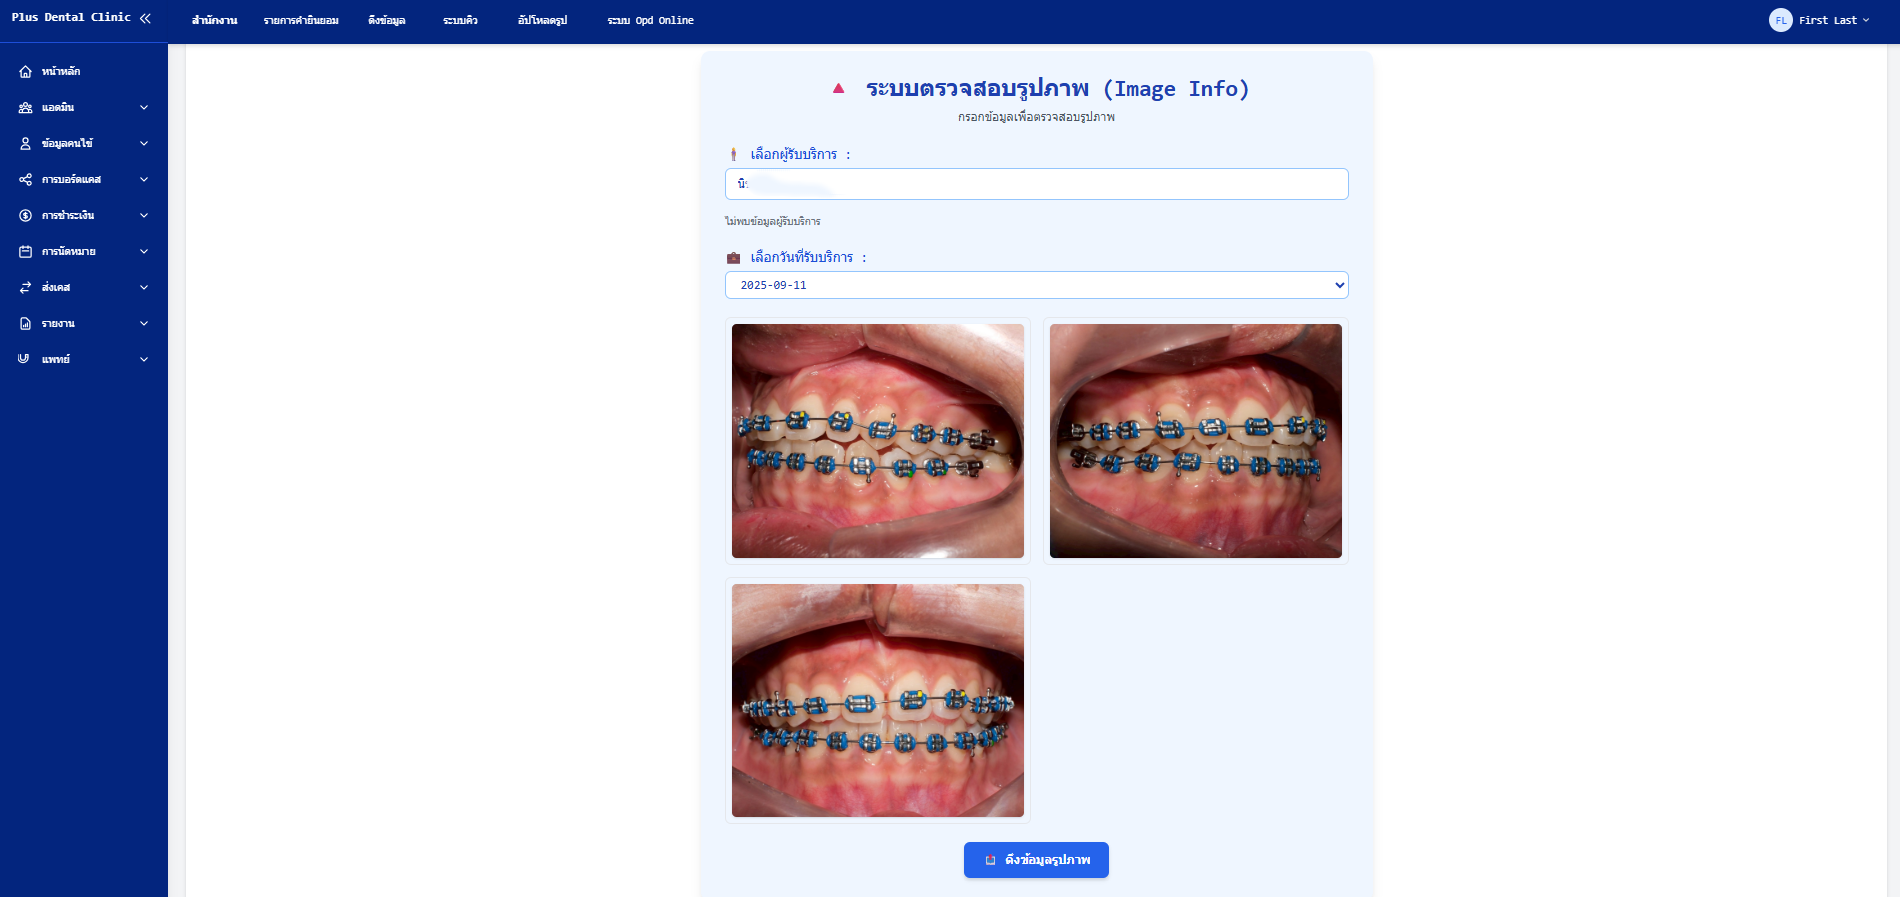 Plus Dental Clinic
สำนักงาน รายการคำยินยอม ดึงข้อมูล ระบบคิว อัปโหลดรูป ระบบ Opd Online
FL First Last
หน้าหลัก
แอดมิน
ข้อมูลคนไข้
การบอร์ดแคส
การชำระเงิน
การนัดหมาย
ส่งเคส
รายงาน
แพทย์
ระบบตรวจสอบรูปภาพ (Image Info)
กรอกข้อมูลเพื่อตรวจสอบรูปภาพ
เลือกผู้รับบริการ :
ไม่พบข้อมูลผู้รับบริการ
เลือกวันที่รับบริการ :
2025-09-11
ดึงข้อมูลรูปภาพ